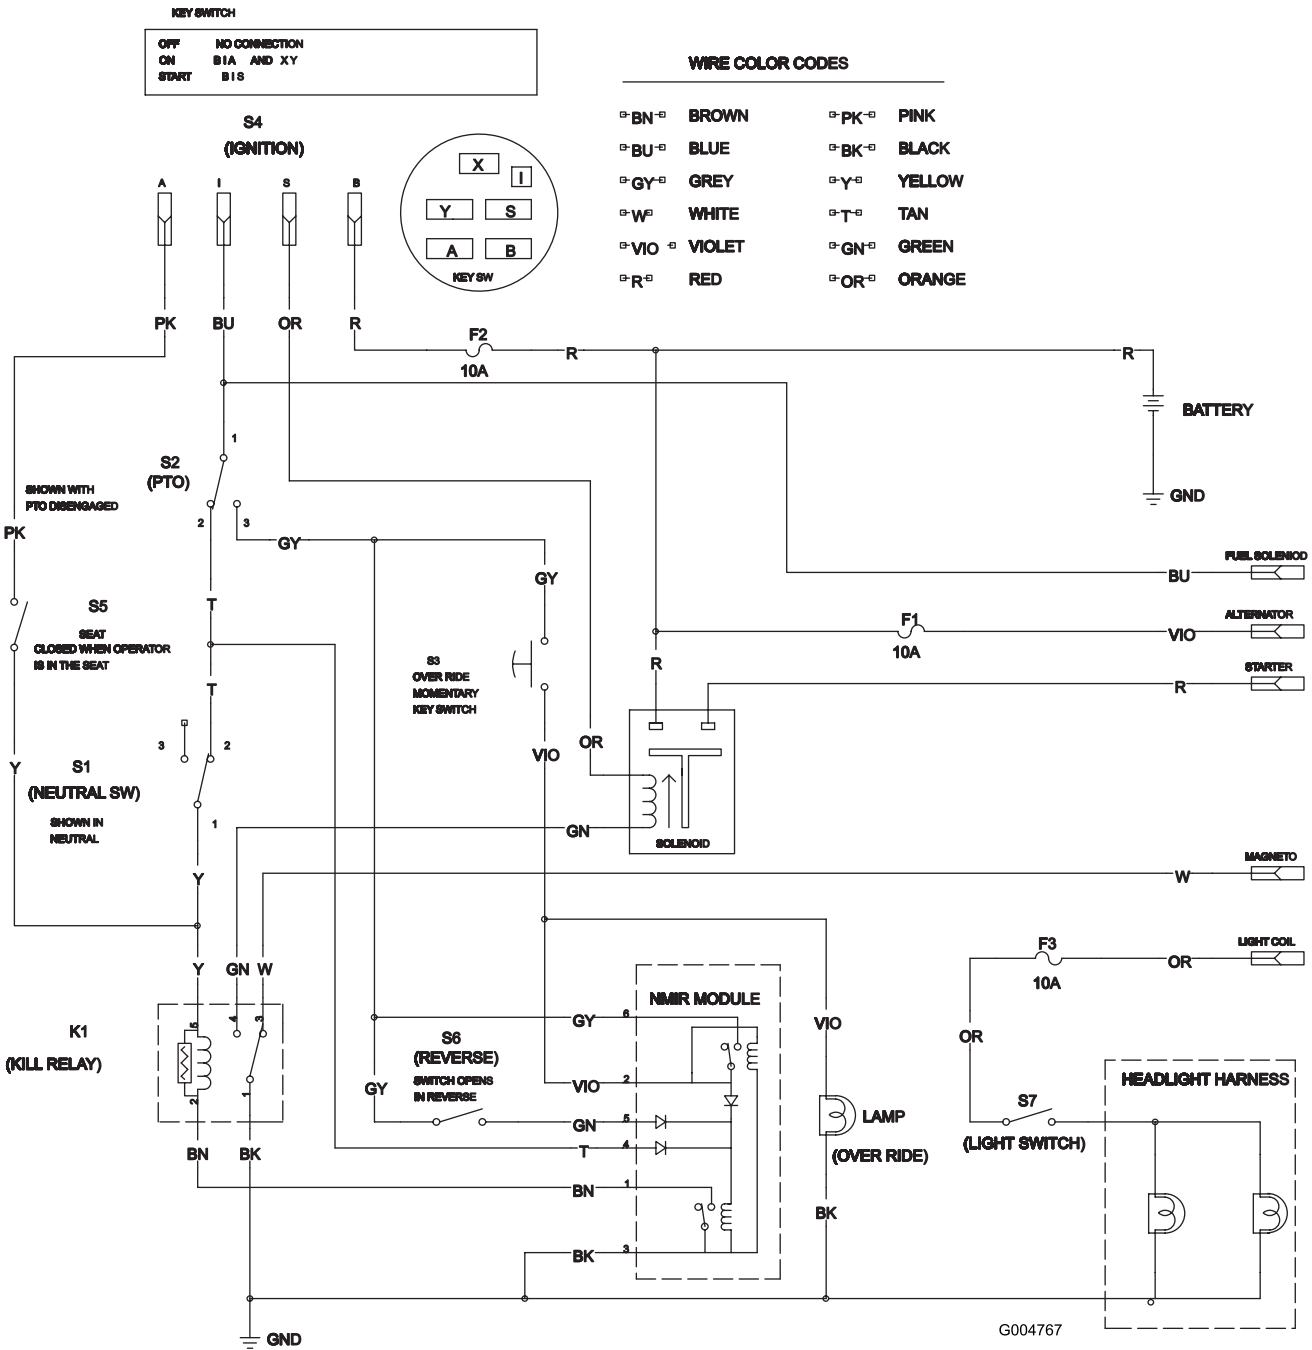 KEY SWITCH
OFF NO CONNECTION
ON B I A AND X Y
START B I S
WIRE COLOR CODES
BN BROWN PK PINK
BU BLUE BK BLACK
GY GREY Y YELLOW
W WHITE T TAN
VIO VIOLET GN GREEN
R RED OR ORANGE
S4
(IGNITION)
A I S B
X
I
Y S
A B
KEY SW
PK BU OR R
F2
10A
R
R
BATTERY
GND
1
S2
(PTO)
2 3
SHOWN WITH
PTO DISENGAGED
PK
GY
GY
FUEL SOLENIOD
BU
T
S5
SEAT
CLOSED WHEN OPERATOR
IS IN THE SEAT
F1
10A
ALTERNATOR
VIO
R
STARTER
R
S3
OVER RIDE
MOMENTARY
KEY SWITCH
T
3 2
Y
S1
(NEUTRAL SW)
SHOWN IN
NEUTRAL
1
VIO
OR
GN
SOLENOID
Y
MAGNETO
W
LIGHT COIL
OR
F3
10A
Y GN W
NMIR MODULE
K1
(KILL RELAY)
5 4 3
2 1
GY 6
S6
(REVERSE)
SWITCH OPENS
IN REVERSE
GY
VIO 2
GN 5
T 4
BN 1
BK 3
BN BK
VIO
LAMP
(OVER RIDE)
BK
OR
S7
(LIGHT SWITCH)
HEADLIGHT HARNESS
GND
G004767